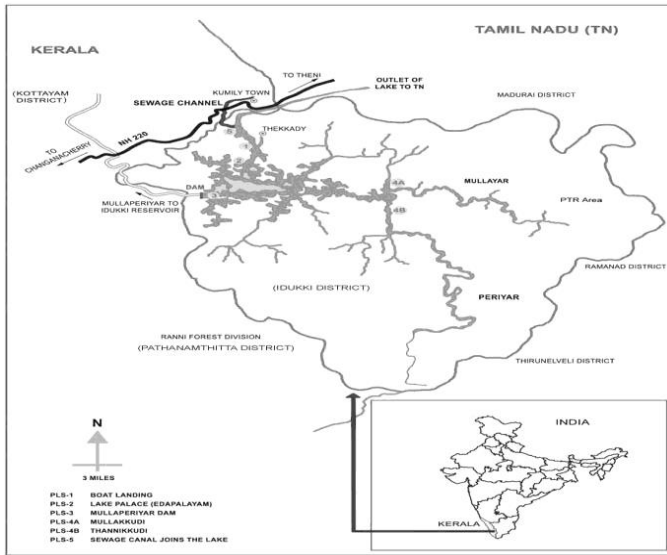 TAMIL NADU (TN)
KERALA
TO THENI
OUTLET OF
LAKE TO TN
KUMILY TOWN
(KOTTAYAM
DISTRICT)
SEWAGE CHANNEL
MADURAI DISTRICT
NH 220
5
THEKKADY
1
2
TO
CHANGANACHERRY
DAM
3
4A
MULLAYAR
PTR Area
MULLAPERIYAR TO
IDUKKI RESERVOIR
4B
RAMANAD DISTRICT
(IDUKKI DISTRICT)
PERIYAR
RANNI FOREST DIVISION
(PATHANAMTHITTA DISTRICT)
THIRUNELVELI DISTRICT
N
3 MILES
INDIA
KERALA
PLS-1 BOAT LANDING
PLS-2 LAKE PALACE (EDAPALAYAM)
PLS-3 MULLAPERIYAR DAM
PLS-4A MULLAKKUDI
PLS-4B THANNIKKUDI
PLS-5 SEWAGE CANAL JOINS THE LAKE